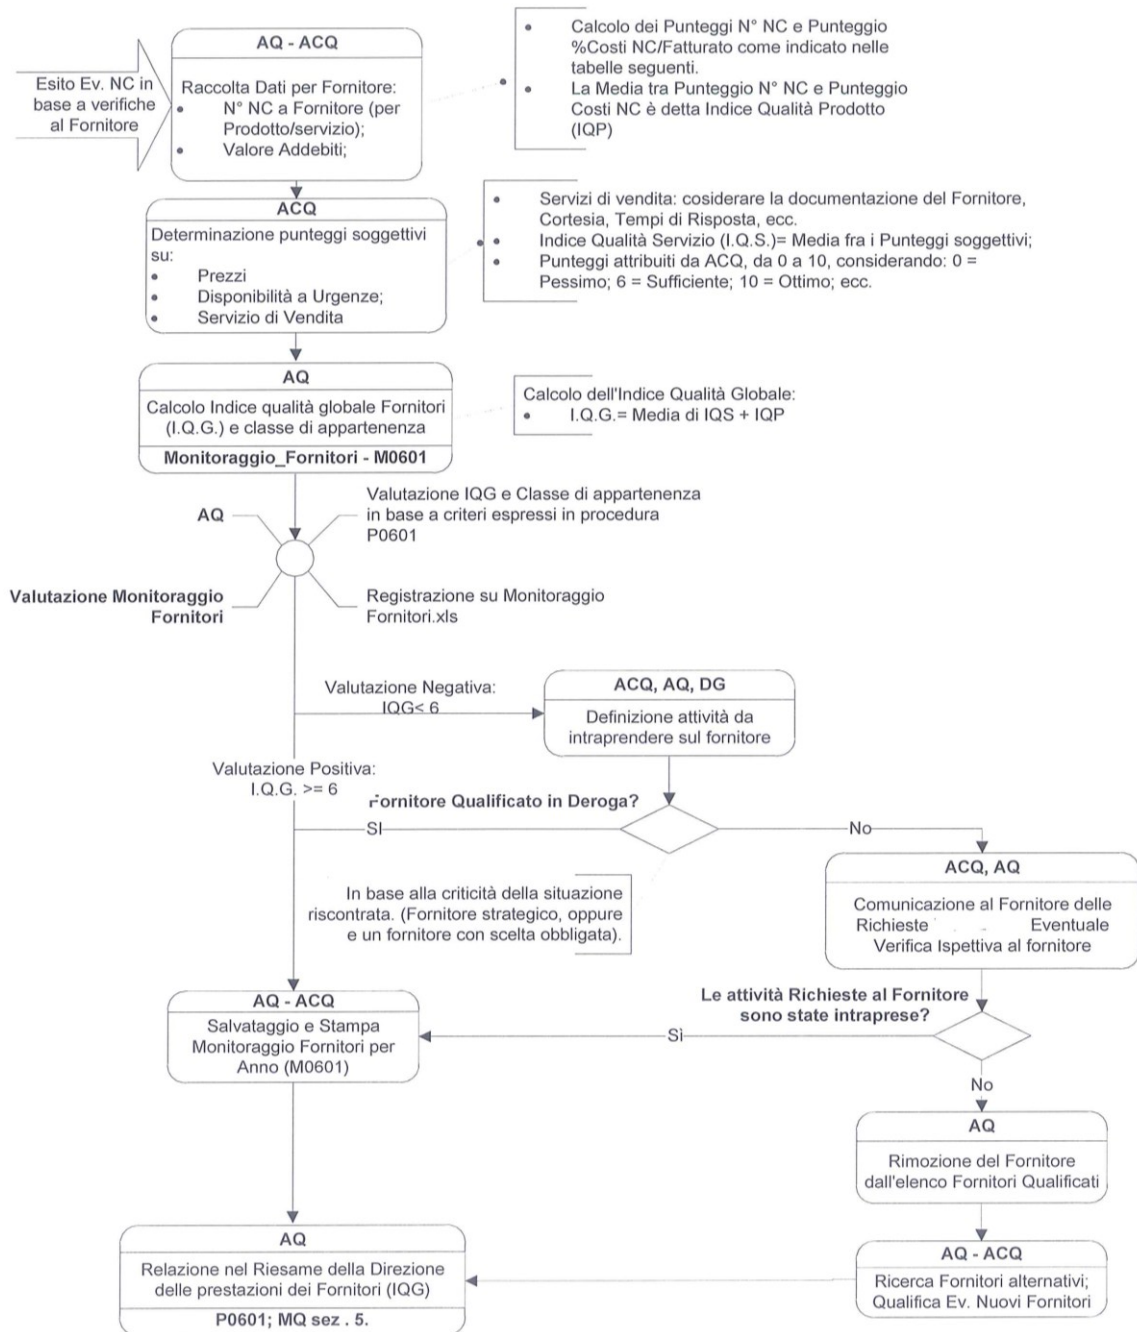 AQ - ACQ
Esito Ev. NC in
base a verifiche
al Fornitore
Raccolta Dati per Fornitore:
• N° NC a Fornitore (per
Prodotto/servizio);
• Valore Addebiti;
• Calcolo dei Punteggi N° NC e Punteggio
%Costi NC/Fatturato come indicato nelle
tabelle seguenti.
• La Media tra Punteggio N° NC e Punteggio
Costi NC è detta Indice Qualità Prodotto
(IQP)
ACQ
Determinazione punteggi soggettivi
su:
• Prezzi
• Disponibilità a Urgenze;
• Servizio di Vendita
• Servizi di vendita: cosiderare la documentazione del Fornitore,
Cortesia, Tempi di Risposta, ecc.
• Indice Qualità Servizio (I.Q.S.)= Media fra i Punteggi soggettivi;
• Punteggi attribuiti da ACQ, da 0 a 10, considerando: 0 =
Pessimo; 6 = Sufficiente; 10 = Ottimo; ecc.
AQ
Calcolo Indice qualità globale Fornitori
(I.Q.G.) e classe di appartenenza
Monitoraggio_Fornitori - M0601
Calcolo dell'Indice Qualità Globale:
• I.Q.G.= Media di IQS + IQP
AQ
Valutazione IQG e Classe di appartenenza
in base a criteri espressi in procedura
P0601
Valutazione Monitoraggio
Fornitori
Registrazione su Monitoraggio
Fornitori.xls
Valutazione Negativa:
IQG< 6
ACQ, AQ, DG
Definizione attività da
intraprendere sul fornitore
Valutazione Positiva:
I.Q.G. >= 6
Fornitore Qualificato in Deroga?
SI
No
In base alla criticità della situazione
riscontrata. (Fornitore strategico, oppure
e un fornitore con scelta obbligata).
ACQ, AQ
Comunicazione al Fornitore delle
Richieste Eventuale
Verifica Ispettiva al fornitore
Le attività Richieste al Fornitore
sono state intraprese?
Sì
No
AQ - ACQ
Salvataggio e Stampa
Monitoraggio Fornitori per
Anno (M0601)
AQ
Rimozione del Fornitore
dall'elenco Fornitori Qualificati
AQ - ACQ
Ricerca Fornitori alternativi;
Qualifica Ev. Nuovi Fornitori
AQ
Relazione nel Riesame della Direzione
delle prestazioni dei Fornitori (IQG)
P0601; MQ sez . 5.